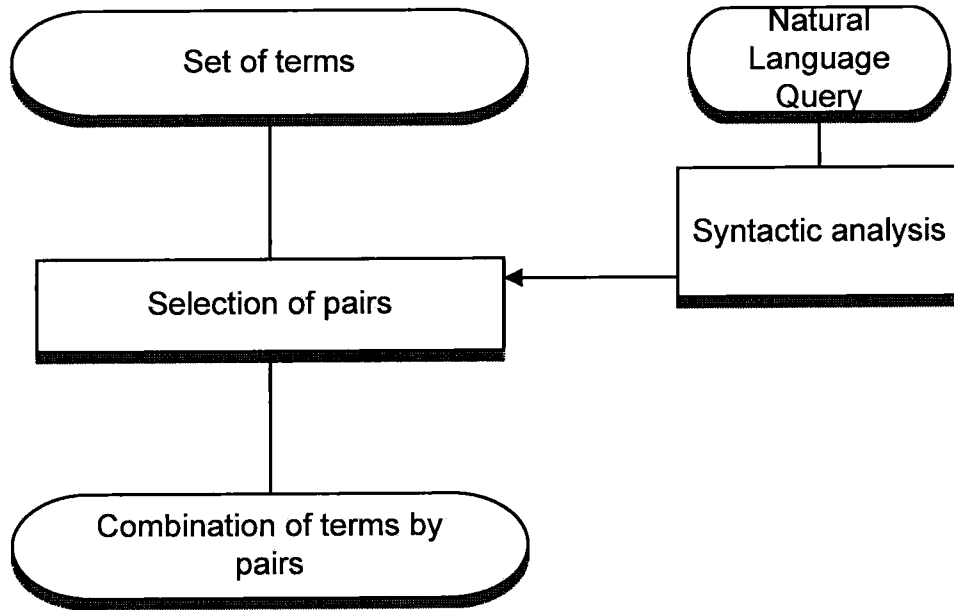 Set of terms
Natural
Language
Query
Syntactic analysis
Selection of pairs
Combination of terms by
pairs